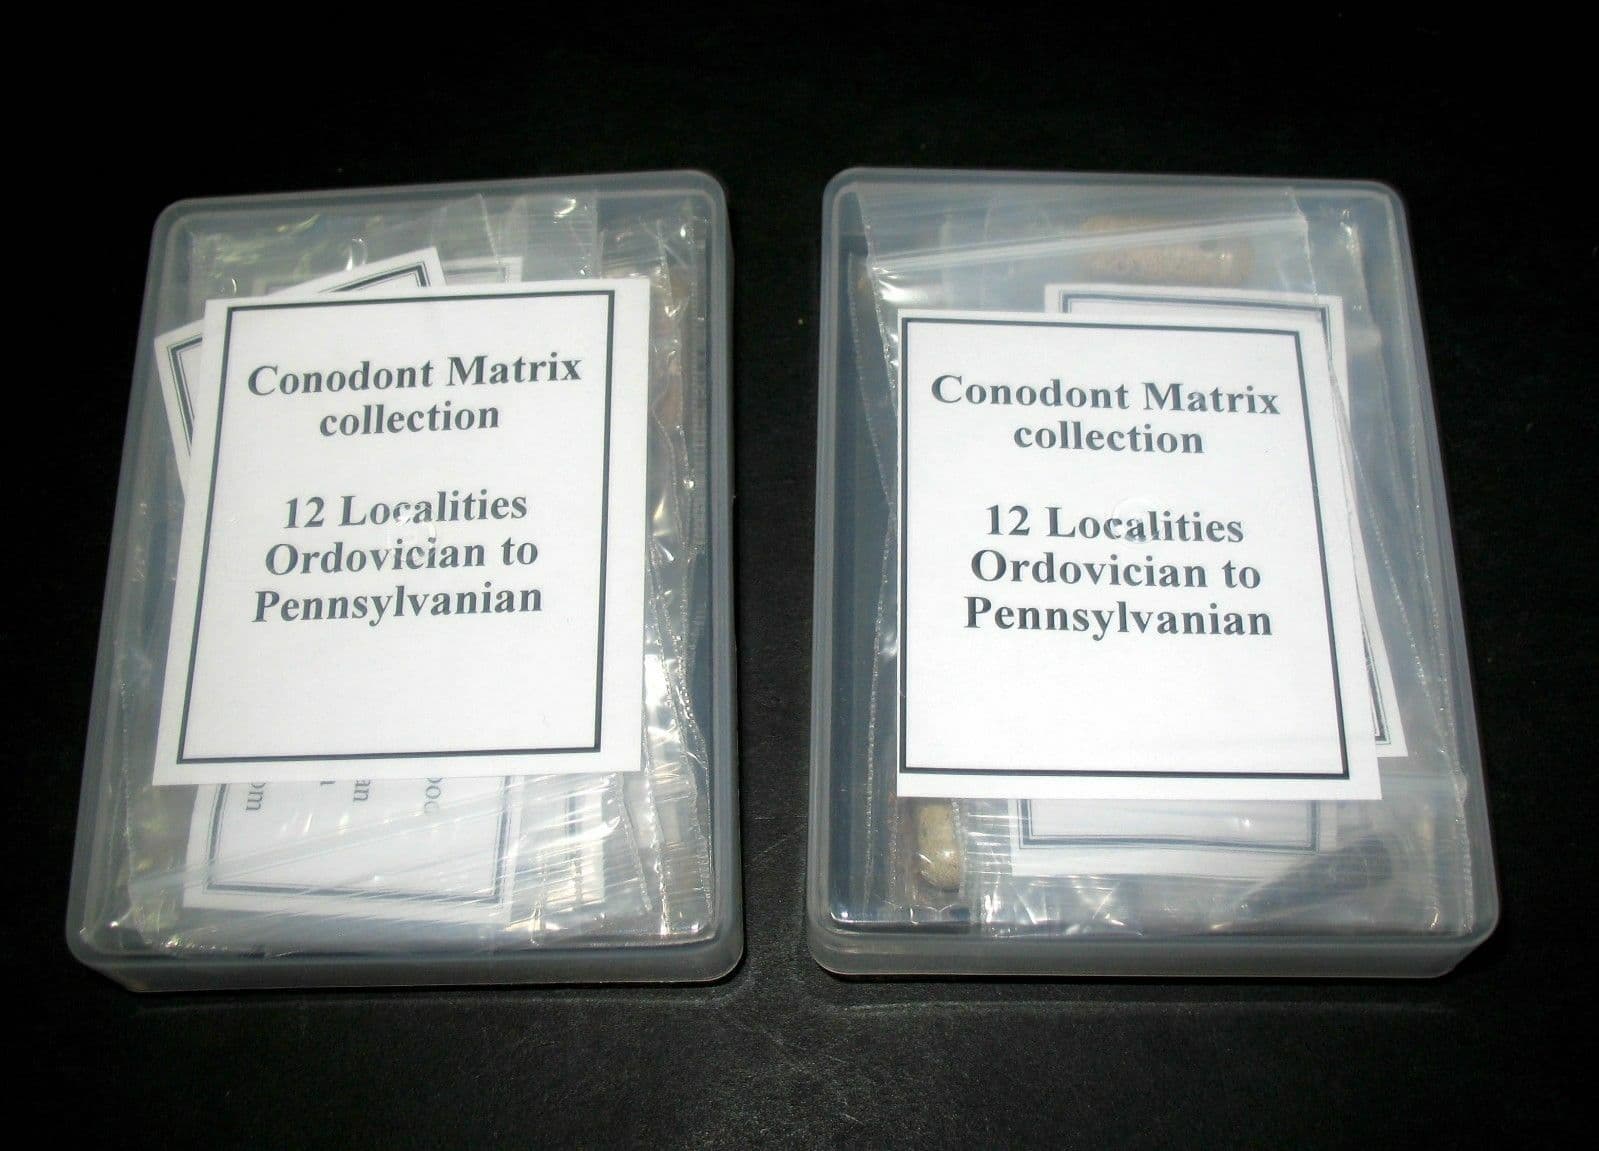 Conodont Matrix
collection
12 Localities
Ordovician to
Pennsylvanian
Conodont Matrix
collection
12 Localities
Ordovician to
Pennsylvanian